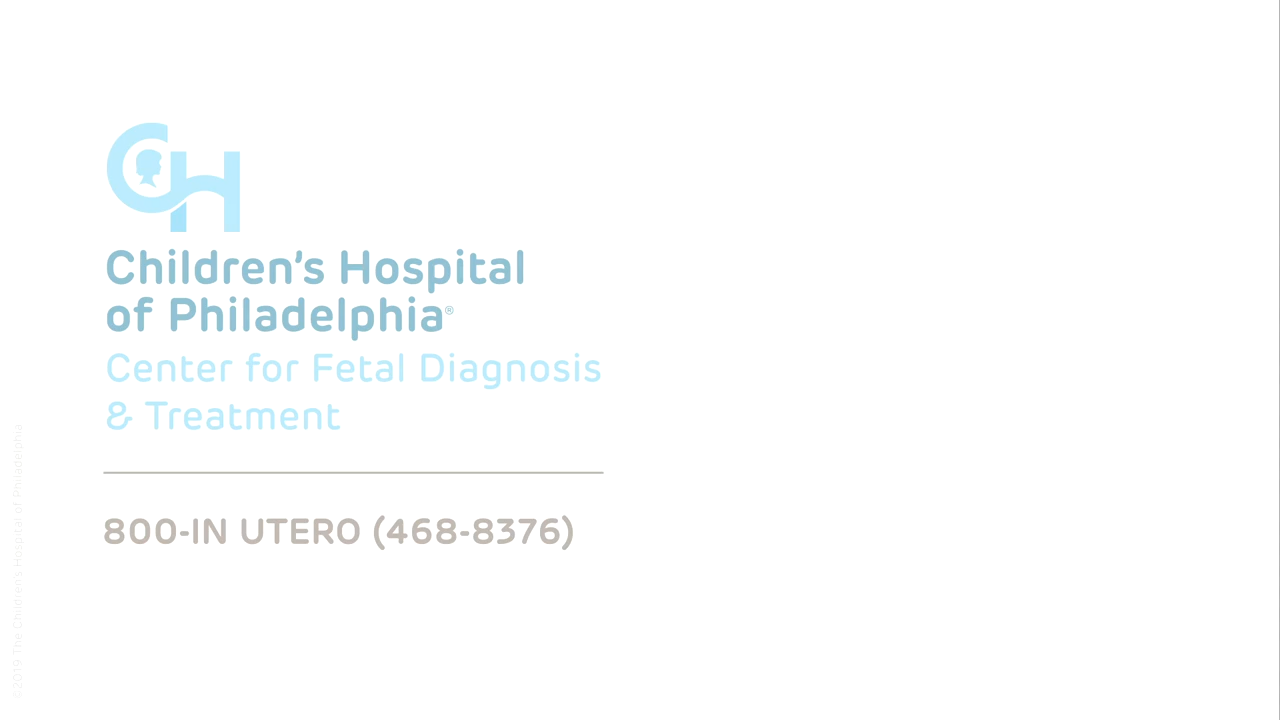 CH
Children's Hospital
of Philadelphia®
Center for Fetal Diagnosis
& Treatment
800-IN UTERO (468-8376)
©2019 The Children's Hospital of Philadelphia